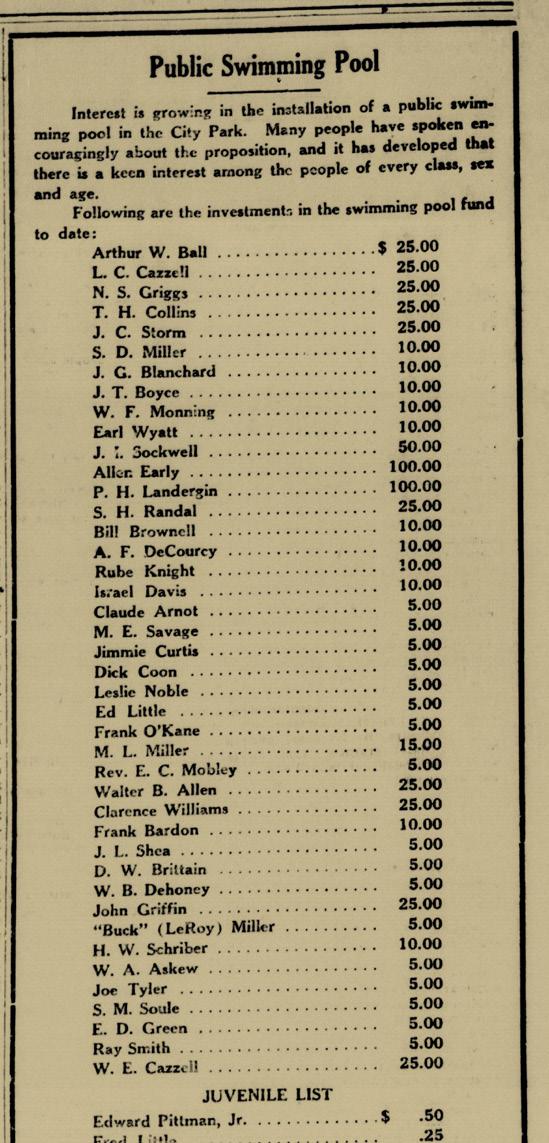 Public Swimming Pool
Interest is growing in the installation of a public swim-
ming pool in the City Park. Many people have spoken en-
couragingly about the proposition, and it has developed that
there is a keen interest among the people of every class, sex
and age.
Following are the investments in the swimming pool fund
to date:
Arthur W. Ball ..................$ 25.00
L. C. Cazzell .................... 25.00
N. S. Griggs .................... 25.00
T. H. Collins ................... 25.00
J. C. Storm .................... 25.00
S. D. Miller .................... 10.00
J. G. Blanchard ................. 10.00
J. T. Boyce .................... 10.00
W. F. Monning ................. 10.00
Earl Wyatt ..................... 10.00
J. Sockwell ................... 50.00
Allen Early .................... 100.00
P. H. Landergin ................. 100.00
S. H. Randal ................... 25.00
Bill Brownell ................... 10.00
A. F. DeCourcy ................. 10.00
Rube Knight ................... 10.00
Israel Davis .................... 10.00
Claude Arnot ................... 5.00
M. E. Savage ................... 5.00
Jimmie Curtis ................... 5.00
Dick Coon ..................... 5.00
Leslie Noble .................... 5.00
Ed Little ...................... 5.00
Frank O'Kane ................... 5.00
M. L. Miller .................... 15.00
Rev. E. C. Mobley .............. 5.00
Walter B. Allen ................. 25.00
Clarence Williams ............... 25.00
Frank Bardon ................... 10.00
J. L. Shea ...................... 5.00
D. W. Brittain .................. 5.00
W. B. Dehoney .................. 5.00
John Griffin .................... 25.00
"Buck" (LeRoy) Miller .......... 5.00
H. W. Schriber .................. 10.00
W. A. Askew .................... 5.00
Joe Tyler ...................... 5.00
S. M. Soule .................... 5.00
E. D. Green .................... 5.00
Ray Smith ...................... 5.00
W. E. Cazzell ................... 25.00
JUVENILE LIST
Edward Pittman, Jr. .............$ .50
Fred Little .25